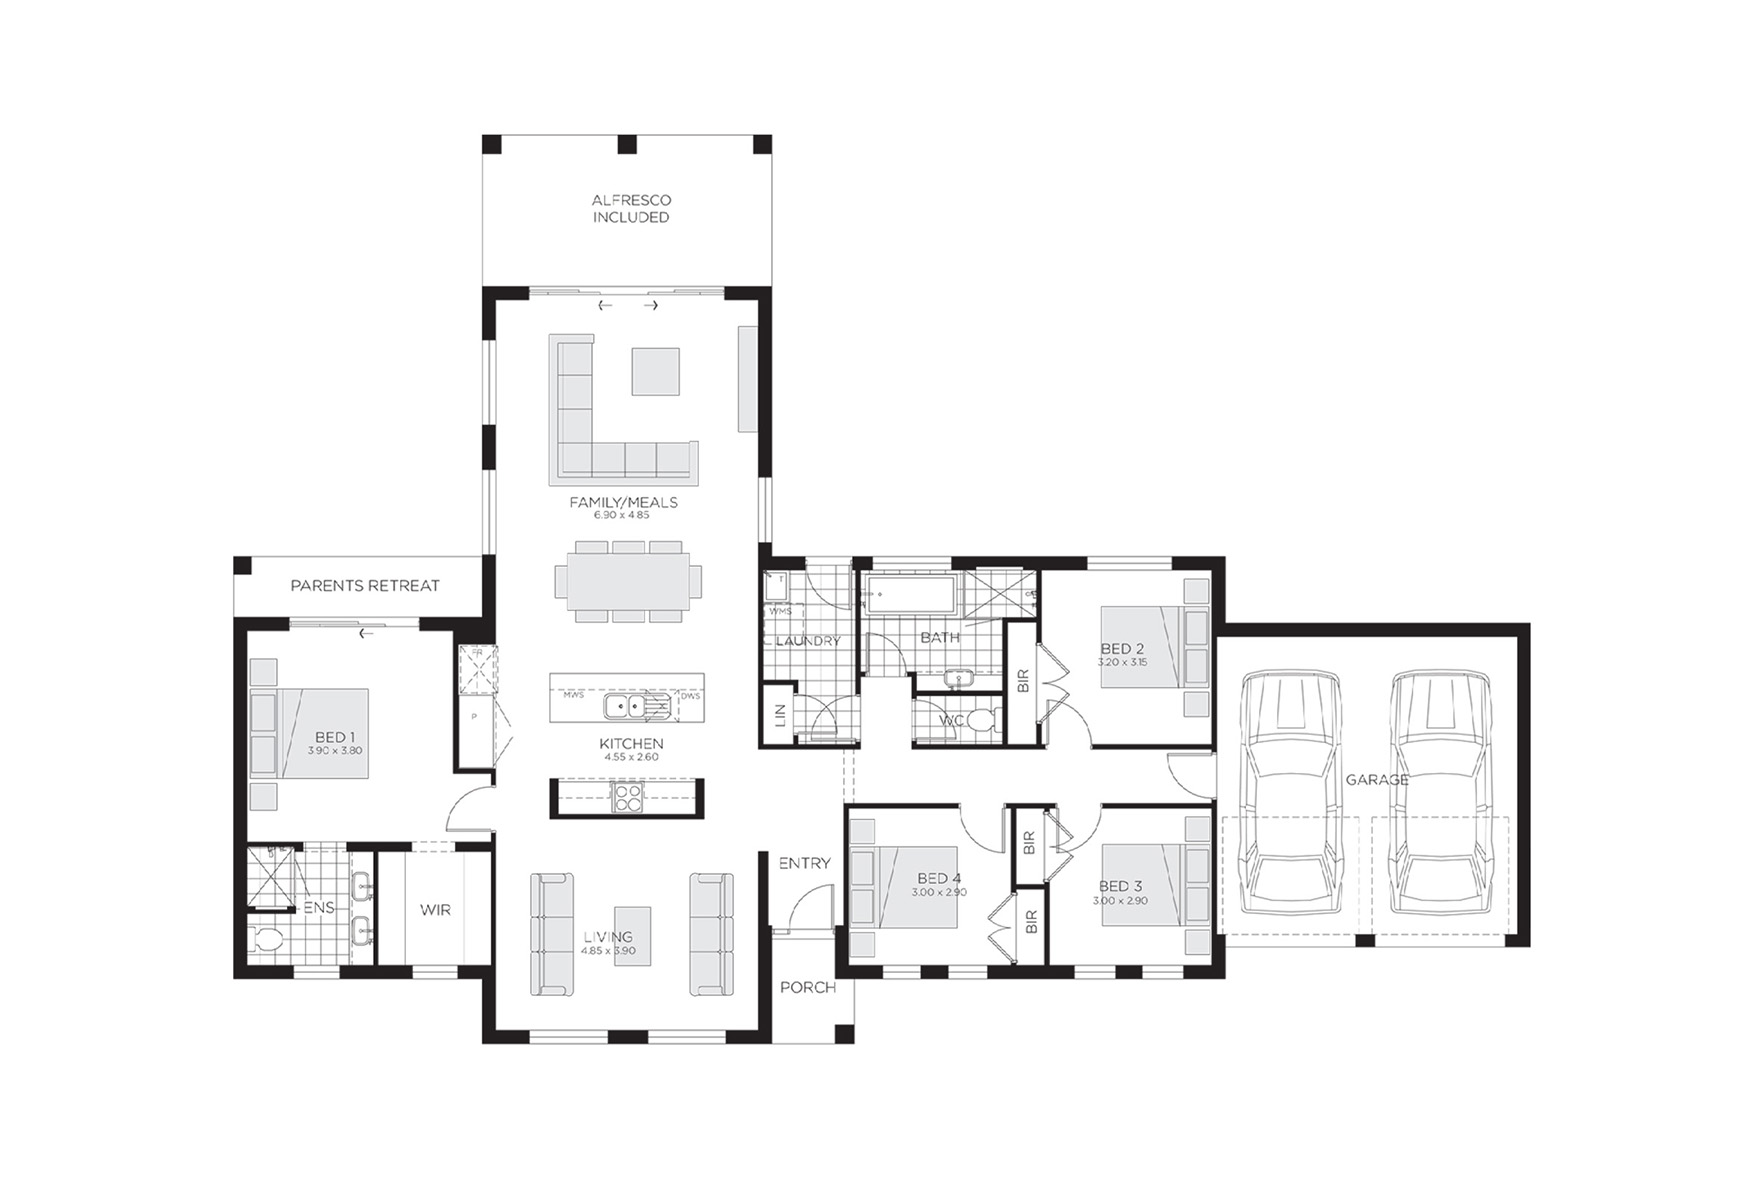 ALFRESCO
INCLUDED
FAMILY/MEALS
6.90 x 4.85
PARENTS RETREAT
T
WMS
LAUNDRY
BATH
BED 2
3.20 x 3.15
FR
BIR
MWS
DWS
P
LIN
WC
BED 1
3.90 x 3.80
KITCHEN
4.55 x 2.60
GARAGE
BIR
ENTRY
BED 4
3.00 x 2.90
BED 3
3.00 x 2.90
ENS
WIR
BIR
LIVING
4.85 x 3.90
PORCH